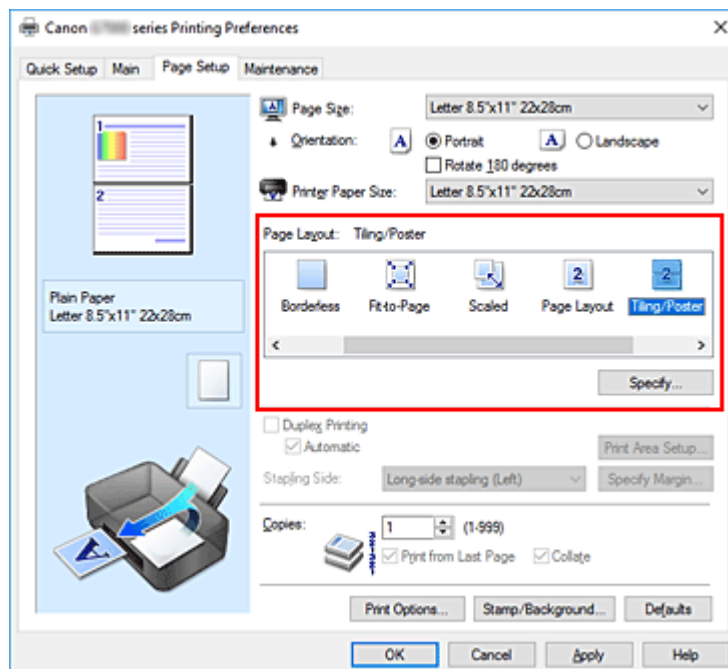 Canon series Printing Preferences
Quick Setup Main Page Setup Maintenance
1
2
Plain Paper
Letter 8.5"x11" 22x28cm
Page Size: Letter 8.5"x11" 22x28cm
Orientation: A Portrait A Landscape
Rotate 180 degrees
Printer Paper Size: Letter 8.5"x11" 22x28cm
Page Layout: Tiling/Poster
2 2
Borderless Fit-to-Page Scaled Page Layout Tiling/Poster
Specify...
Duplex Printing
Automatic Print Area Setup...
Stapling Side: Long-side stapling (Left) Specify Margin...
Copies: 1 (1-999)
Print from Last Page Collate
A
Print Options... Stamp/Background... Defaults
OK Cancel Apply Help